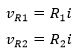 v_{R1} = R_1 i
v_{R2} = R_2 i